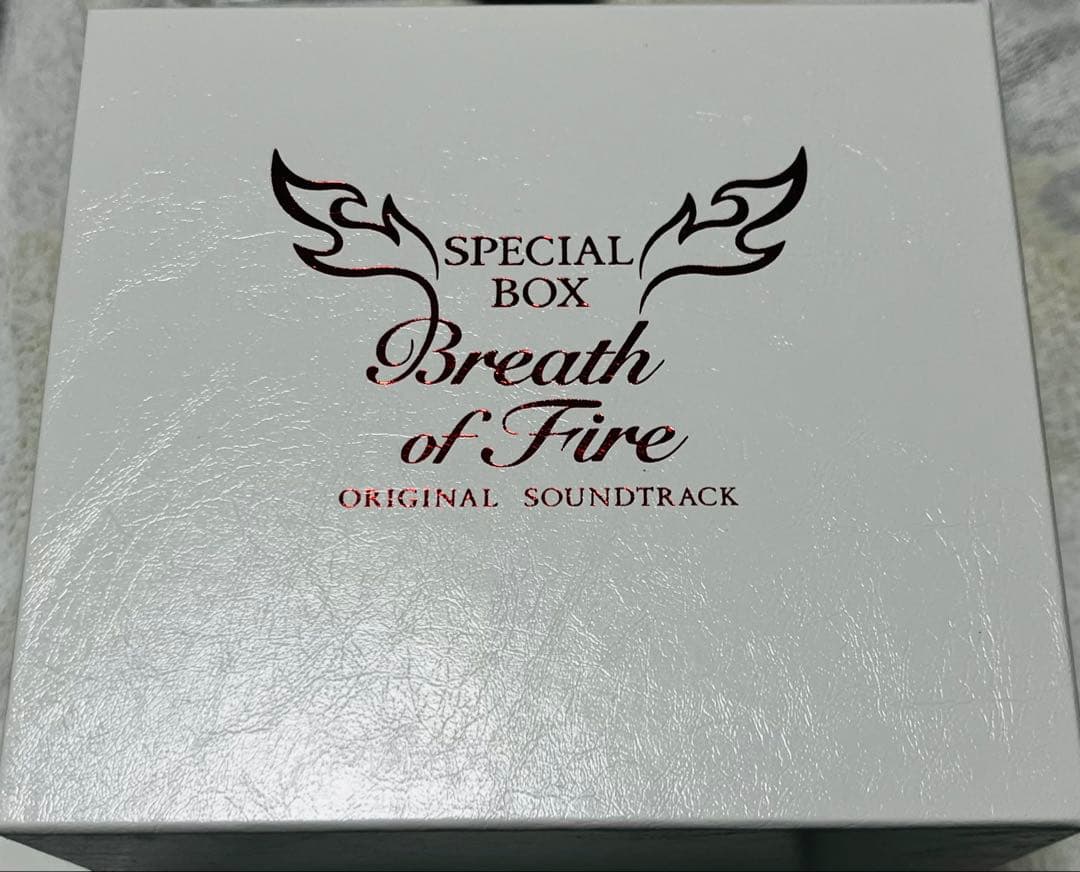 SPECIAL
BOX
Breath
of Fire
ORIGINAL SOUNDTRACK